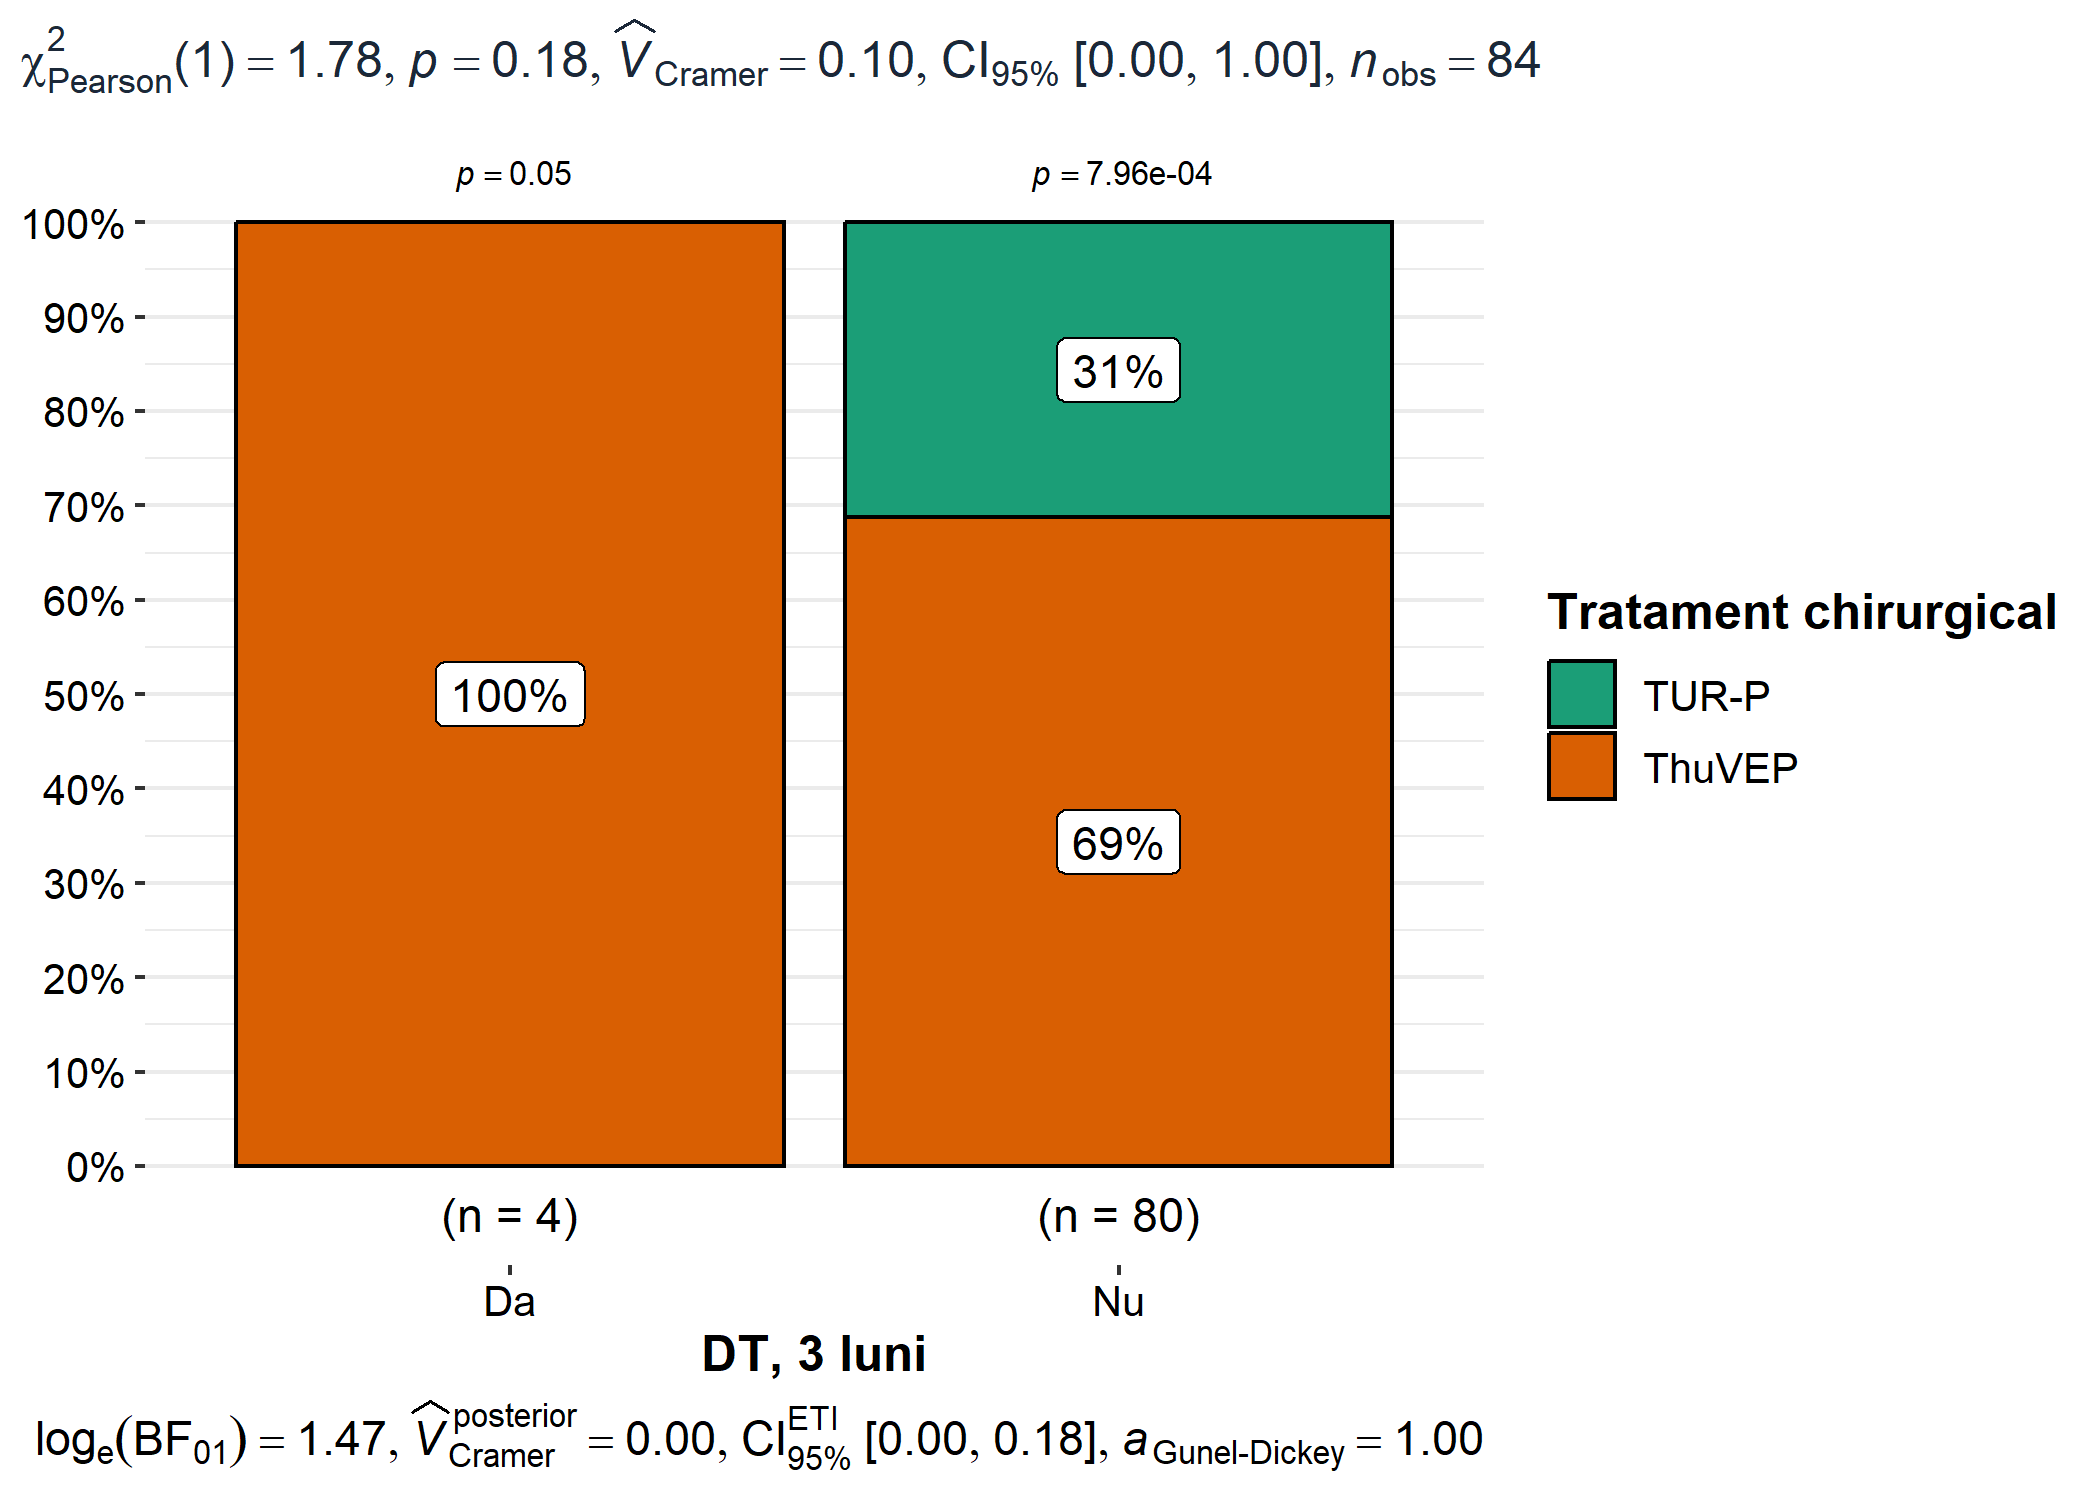 χ²Pearson(1) = 1.78, p = 0.18, V̂Cramer = 0.10, CI95% [0.00, 1.00], nobs = 84
p = 0.05
p = 7.96e-04
100%
90%
80%
70%
60%
50%
40%
30%
20%
10%
0%
100%
31%
69%
(n = 4)
(n = 80)
Da
Nu
DT, 3 luni
Tratament chirurgical
TUR-P
ThuVEP
loge(BF01) = 1.47, V̂posterior Cramer = 0.00, CI ETI 95% [0.00, 0.18], aGunel-Dickey = 1.00